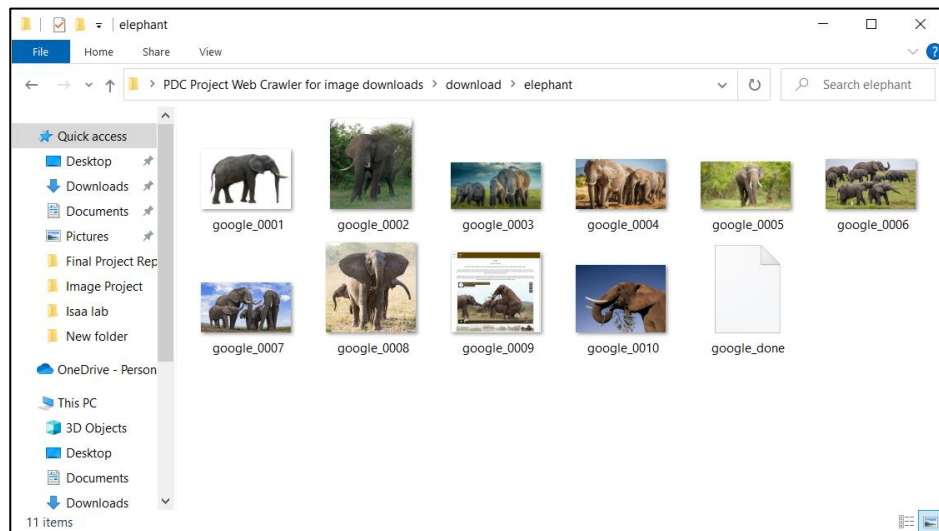 elephant
File Home Share View
PDC Project Web Crawler for image downloads > download > elephant
Search elephant
Quick access
Desktop
Downloads
Documents
Pictures
Final Project Rep
Image Project
Isaa lab
New folder
OneDrive - Person
This PC
3D Objects
Desktop
Documents
Downloads
google_0001 google_0002 google_0003 google_0004 google_0005 google_0006
google_0007 google_0008 google_0009 google_0010 google_done
11 items